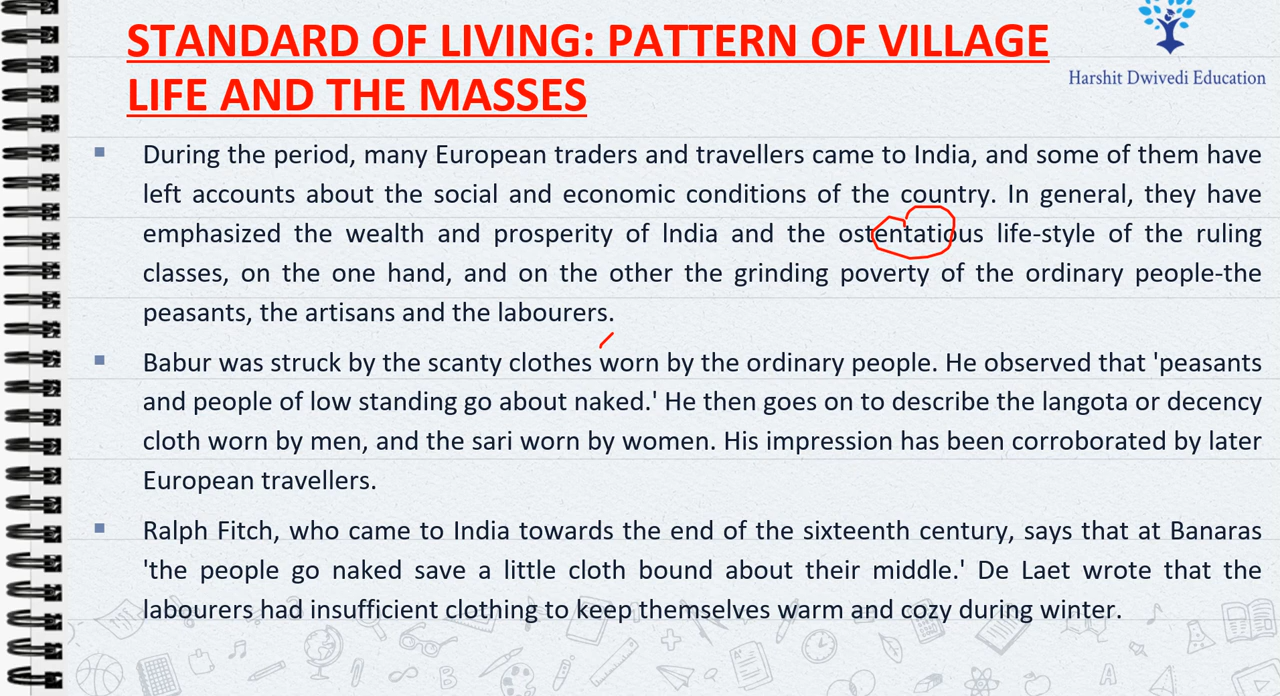 STANDARD OF LIVING: PATTERN OF VILLAGE
LIFE AND THE MASSES
Harshit Dwivedi Education
During the period, many European traders and travellers came to India, and some of them have
left accounts about the social and economic conditions of the country. In general, they have
emphasized the wealth and prosperity of India and the ostentatious life-style of the ruling
classes, on the one hand, and on the other the grinding poverty of the ordinary people-the
peasants, the artisans and the labourers.
Babur was struck by the scanty clothes worn by the ordinary people. He observed that 'peasants
and people of low standing go about naked.' He then goes on to describe the langota or decency
cloth worn by men, and the sari worn by women. His impression has been corroborated by later
European travellers.
Ralph Fitch, who came to India towards the end of the sixteenth century, says that at Banaras
'the people go naked save a little cloth bound about their middle.' De Laet wrote that the
labourers had insufficient clothing to keep themselves warm and cozy during winter.